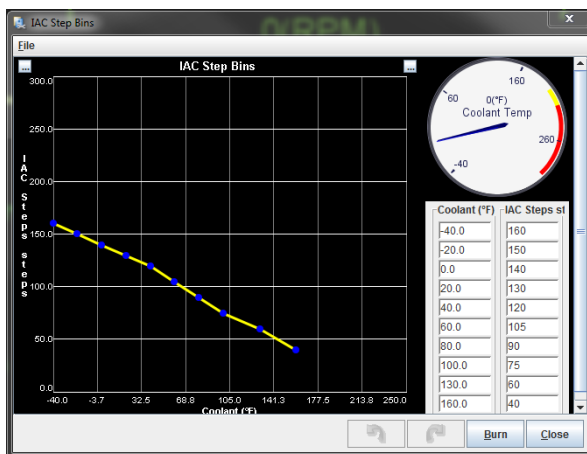 IAC Step Bins
0(RPM)
x
File
...
IAC Step Bins
...
300.0
250.0
200.0
150.0
100.0
50.0
0.0
IAC Steps steps
-40.0 -3.7 32.5 68.8 105.0 141.3 177.5 213.8 250.0
Coolant (°F)
160
60
0(°F)
Coolant Temp
260
-40
Coolant (°F) IAC Steps st
-40.0 160
-20.0 150
0.0 140
20.0 130
40.0 120
60.0 105
80.0 90
100.0 75
130.0 60
160.0 40
Burn Close